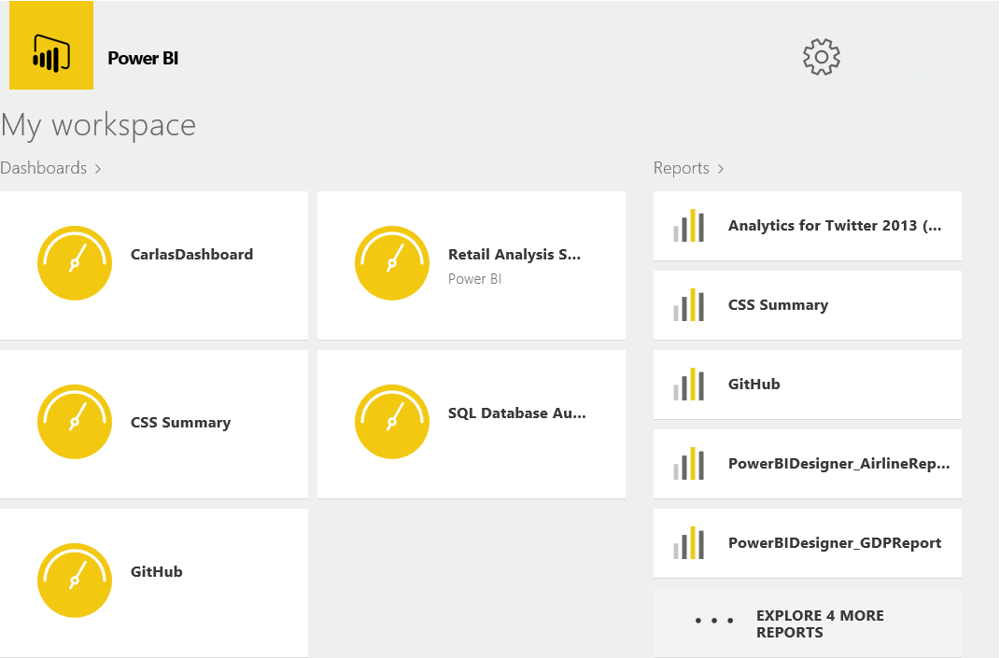 Power BI
My workspace
Dashboards >
CarlasDashboard
Retail Analysis S...
Power BI
CSS Summary
SQL Database Au...
GitHub
Reports >
Analytics for Twitter 2013 (...
CSS Summary
GitHub
PowerBIDesigner_AirlineRep...
PowerBIDesigner_GDPReport
EXPLORE 4 MORE
REPORTS